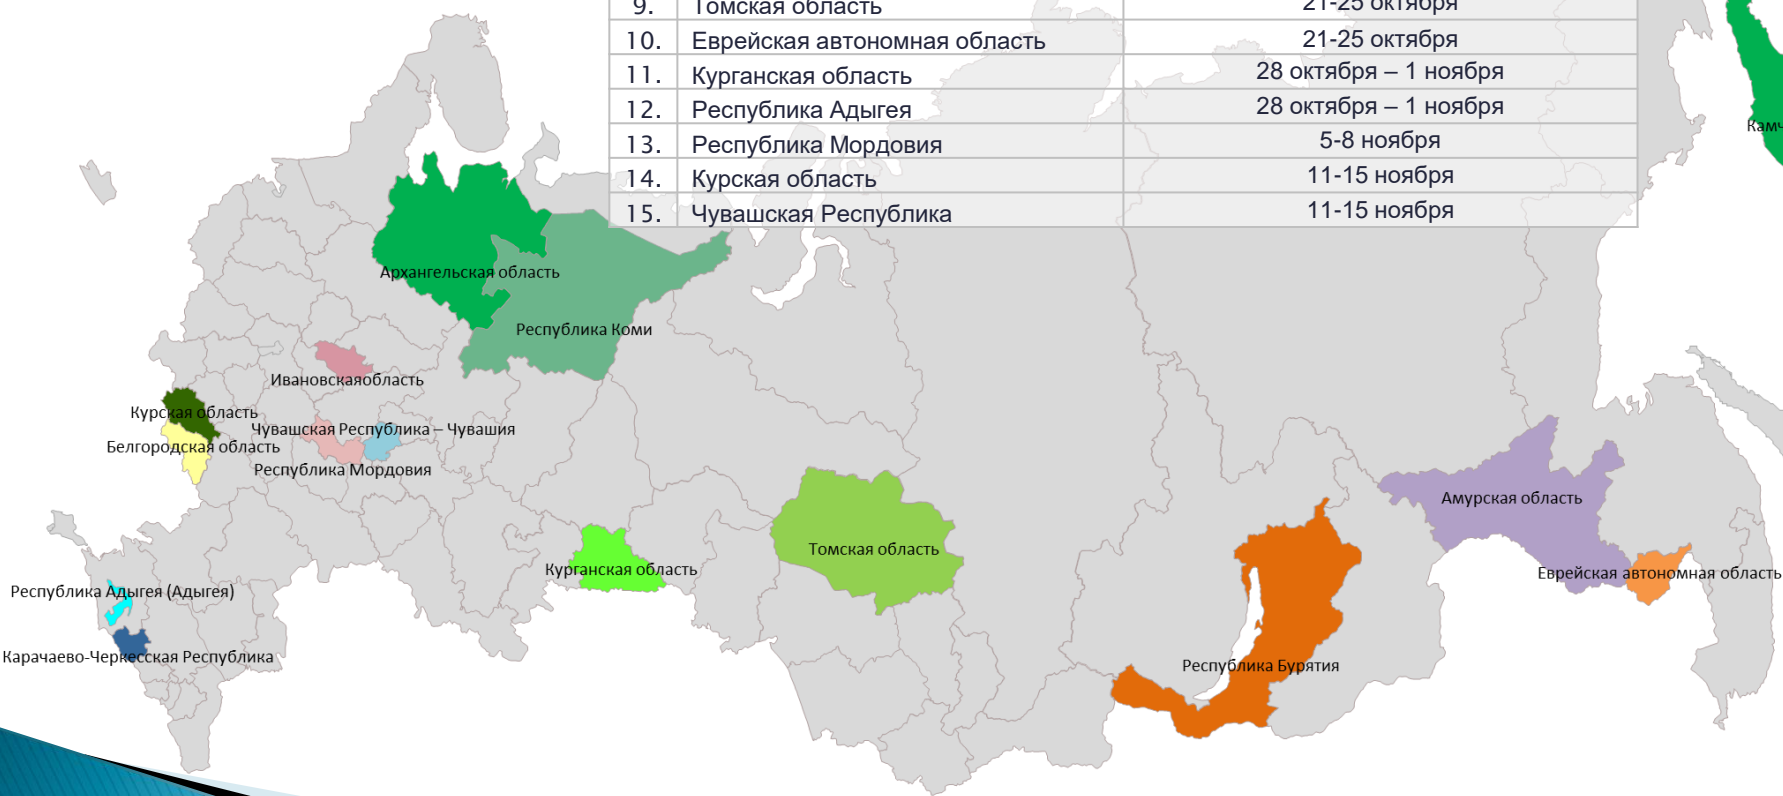 9. Томская область 21-25 октября
10. Еврейская автономная область 21-25 октября
11. Курганская область 28 октября – 1 ноября
12. Республика Адыгея 28 октября – 1 ноября
13. Республика Мордовия 5-8 ноября
14. Курская область 11-15 ноября
15. Чувашская Республика 11-15 ноября
Камч
Архангельская область
Республика Коми
Ивановскаяобласть
Курская область
Чувашская Республика – Чувашия
Белгородская область
Республика Мордовия
Амурская область
Томская область
Курганская область
Еврейская автономная область
Республика Адыгея (Адыгея)
Карачаево-Черкесская Республика
Республика Бурятия